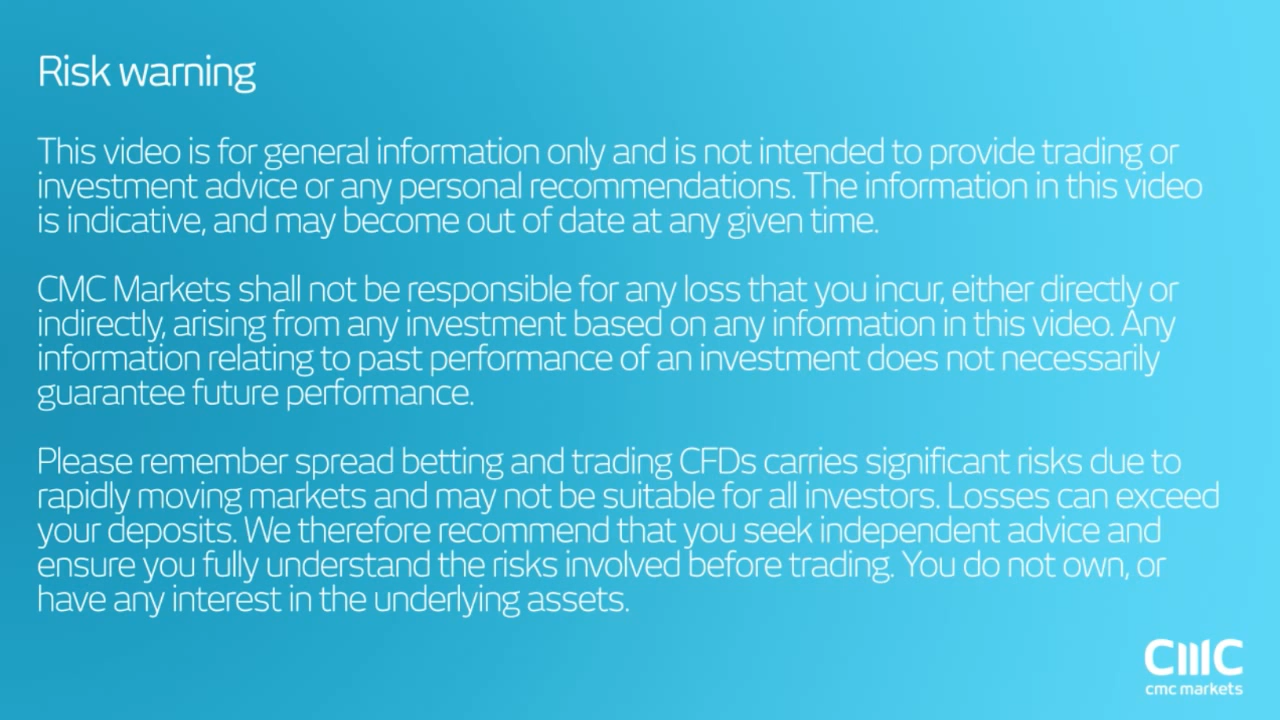 Risk warning
This video is for general information only and is not intended to provide trading or
investment advice or any personal recommendations. The information in this video
is indicative, and may become out of date at any given time.
CMC Markets shall not be responsible for any loss that you incur, either directly or
indirectly, arising from any investment based on any information in this video. Any
information relating to past performance of an investment does not necessarily
guarantee future performance.
Please remember spread betting and trading CFDs carries significant risks due to
rapidly moving markets and may not be suitable for all investors. Losses can exceed
your deposits. We therefore recommend that you seek independent advice and
ensure you fully understand the risks involved before trading. You do not own, or
have any interest in the underlying assets.
CMC
cmc markets